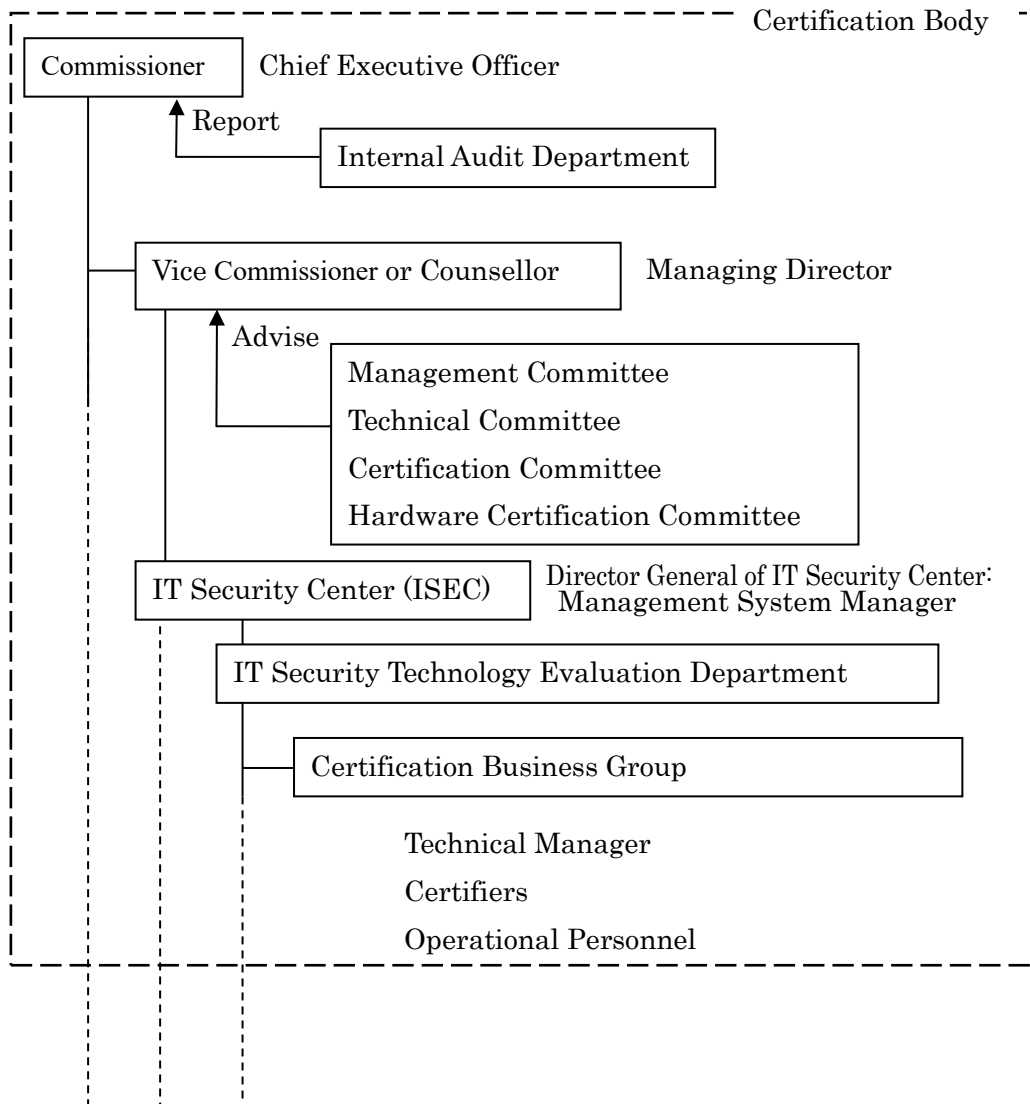 Certification Body
Commissioner
Chief Executive Officer
Report
Internal Audit Department
Vice Commissioner or Counsellor
Managing Director
Advise
Management Committee
Technical Committee
Certification Committee
Hardware Certification Committee
IT Security Center (ISEC)
Director General of IT Security Center:
Management System Manager
IT Security Technology Evaluation Department
Certification Business Group
Technical Manager
Certifiers
Operational Personnel